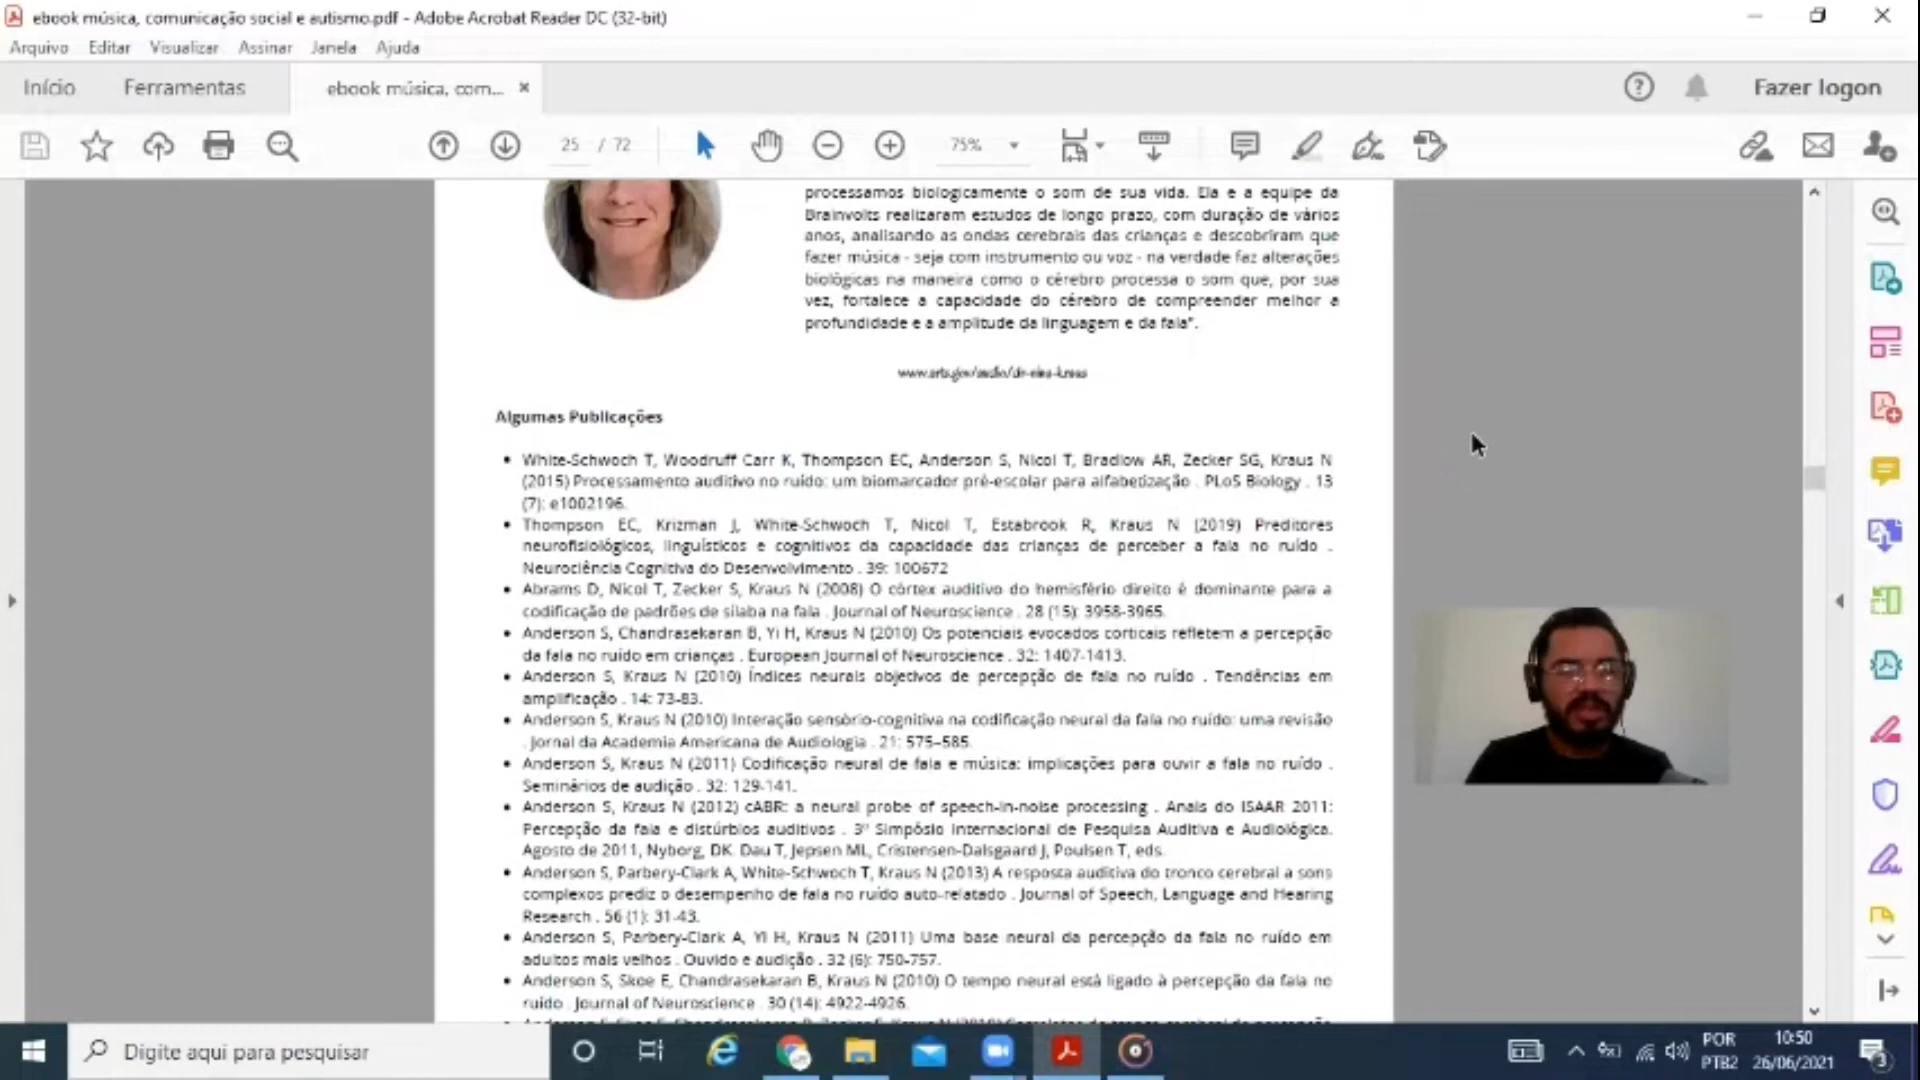 ebook música, comunicação social e autismo.pdf - Adobe Acrobat Reader DC (32-bit)
Arquivo Editar Visualizar Assinar Janela Ajuda
Início Ferramentas ebook música, com... Fazer logon
25 / 72 75%
processamos biologicamente o som de sua vida. Ela e a equipe da
Brainvolts realizaram estudos de longo prazo, com duração de vários
anos, analisando as ondas cerebrais das crianças e descobriram que
fazer música - seja com instrumento ou voz - na verdade faz alterações
biológicas na maneira como o cérebro processa o som que, por sua
vez, fortalece a capacidade do cérebro de compreender melhor a
profundidade e a amplitude da linguagem e da fala".
www.arts.gov/audio/dr-nina-kraus
Algumas Publicações
• White-Schwoch T, Woodruff Carr K, Thompson EC, Anderson S, Nicol T, Bradlow AR, Zecker SG, Kraus N
(2015) Processamento auditivo no ruído: um biomarcador pré-escolar para alfabetização . PLoS Biology . 13
(7): e1002196.
• Thompson EC, Krizman J, White-Schwoch T, Nicol T, Estabrook R, Kraus N (2019) Preditores
neurofisiológicos, linguísticos e cognitivos da capacidade das crianças de perceber a fala no ruído .
Neurociência Cognitiva do Desenvolvimento . 39: 100672
• Abrams D, Nicol T, Zecker S, Kraus N (2008) O córtex auditivo do hemisfério direito é dominante para a
codificação de padrões de sílaba na fala . Journal of Neuroscience . 28 (15): 3958-3965.
• Anderson S, Chandrasekaran B, Yi H, Kraus N (2010) Os potenciais evocados corticais refletem a percepção
da fala no ruído em crianças . European Journal of Neuroscience . 32: 1407-1413.
• Anderson S, Kraus N (2010) Índices neurais objetivos de percepção de fala no ruído . Tendências em
amplificação . 14: 73-83.
• Anderson S, Kraus N (2010) Interação sensório-cognitiva na codificação neural da fala no ruído: uma revisão
. Jornal da Academia Americana de Audiologia . 21: 575–585.
• Anderson S, Kraus N (2011) Codificação neural de fala e música: implicações para ouvir a fala no ruído .
Seminários de audição . 32: 129-141.
• Anderson S, Kraus N (2012) cABR: a neural probe of speech-in-noise processing . Anais do ISAAR 2011:
Percepção da fala e distúrbios auditivos . 3º Simpósio Internacional de Pesquisa Auditiva e Audiológica.
Agosto de 2011, Nyborg, DK. Dau T, Jepsen ML, Cristensen-Dalsgaard J, Poulsen T, eds.
• Anderson S, Parbery-Clark A, White-Schwoch T, Kraus N (2013) A resposta auditiva do tronco cerebral a sons
complexos prediz o desempenho de fala no ruído auto-relatado . Journal of Speech, Language and Hearing
Research . 56 (1): 31-43.
• Anderson S, Parbery-Clark A, Yi H, Kraus N (2011) Uma base neural da percepção da fala no ruído em
adultos mais velhos . Ouvido e audição . 32 (6): 750-757.
• Anderson S, Skoe E, Chandrasekaran B, Kraus N (2010) O tempo neural está ligado à percepção da fala no
ruído . Journal of Neuroscience . 30 (14): 4922-4926.
Digite aqui para pesquisar
POR 10:50
PTB2 26/06/2021 3